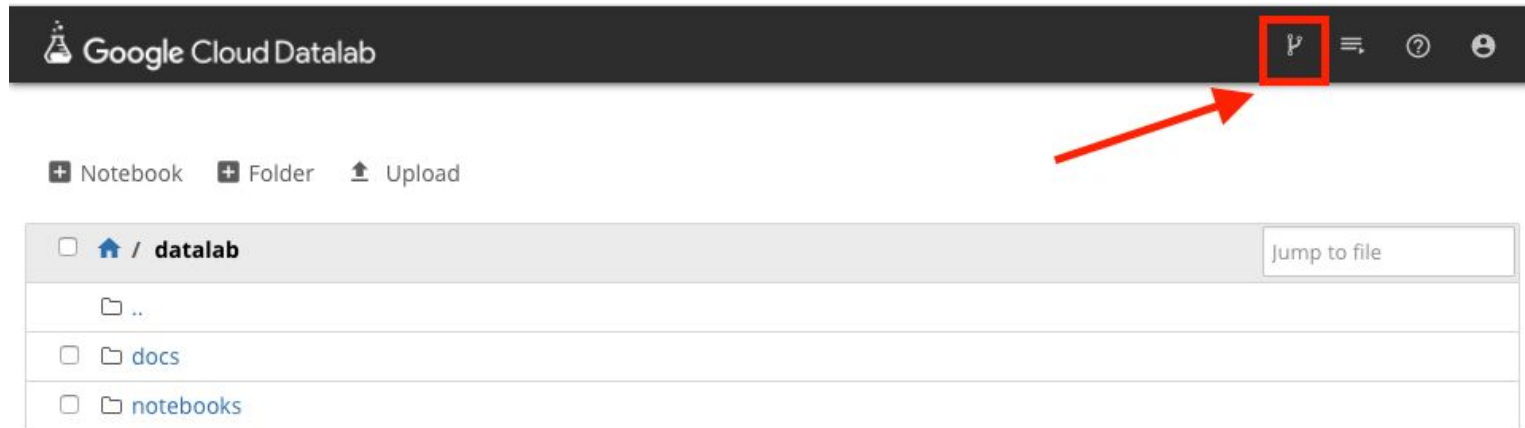 Google Cloud Datalab
Notebook Folder Upload
/ datalab Jump to file
..
docs
notebooks